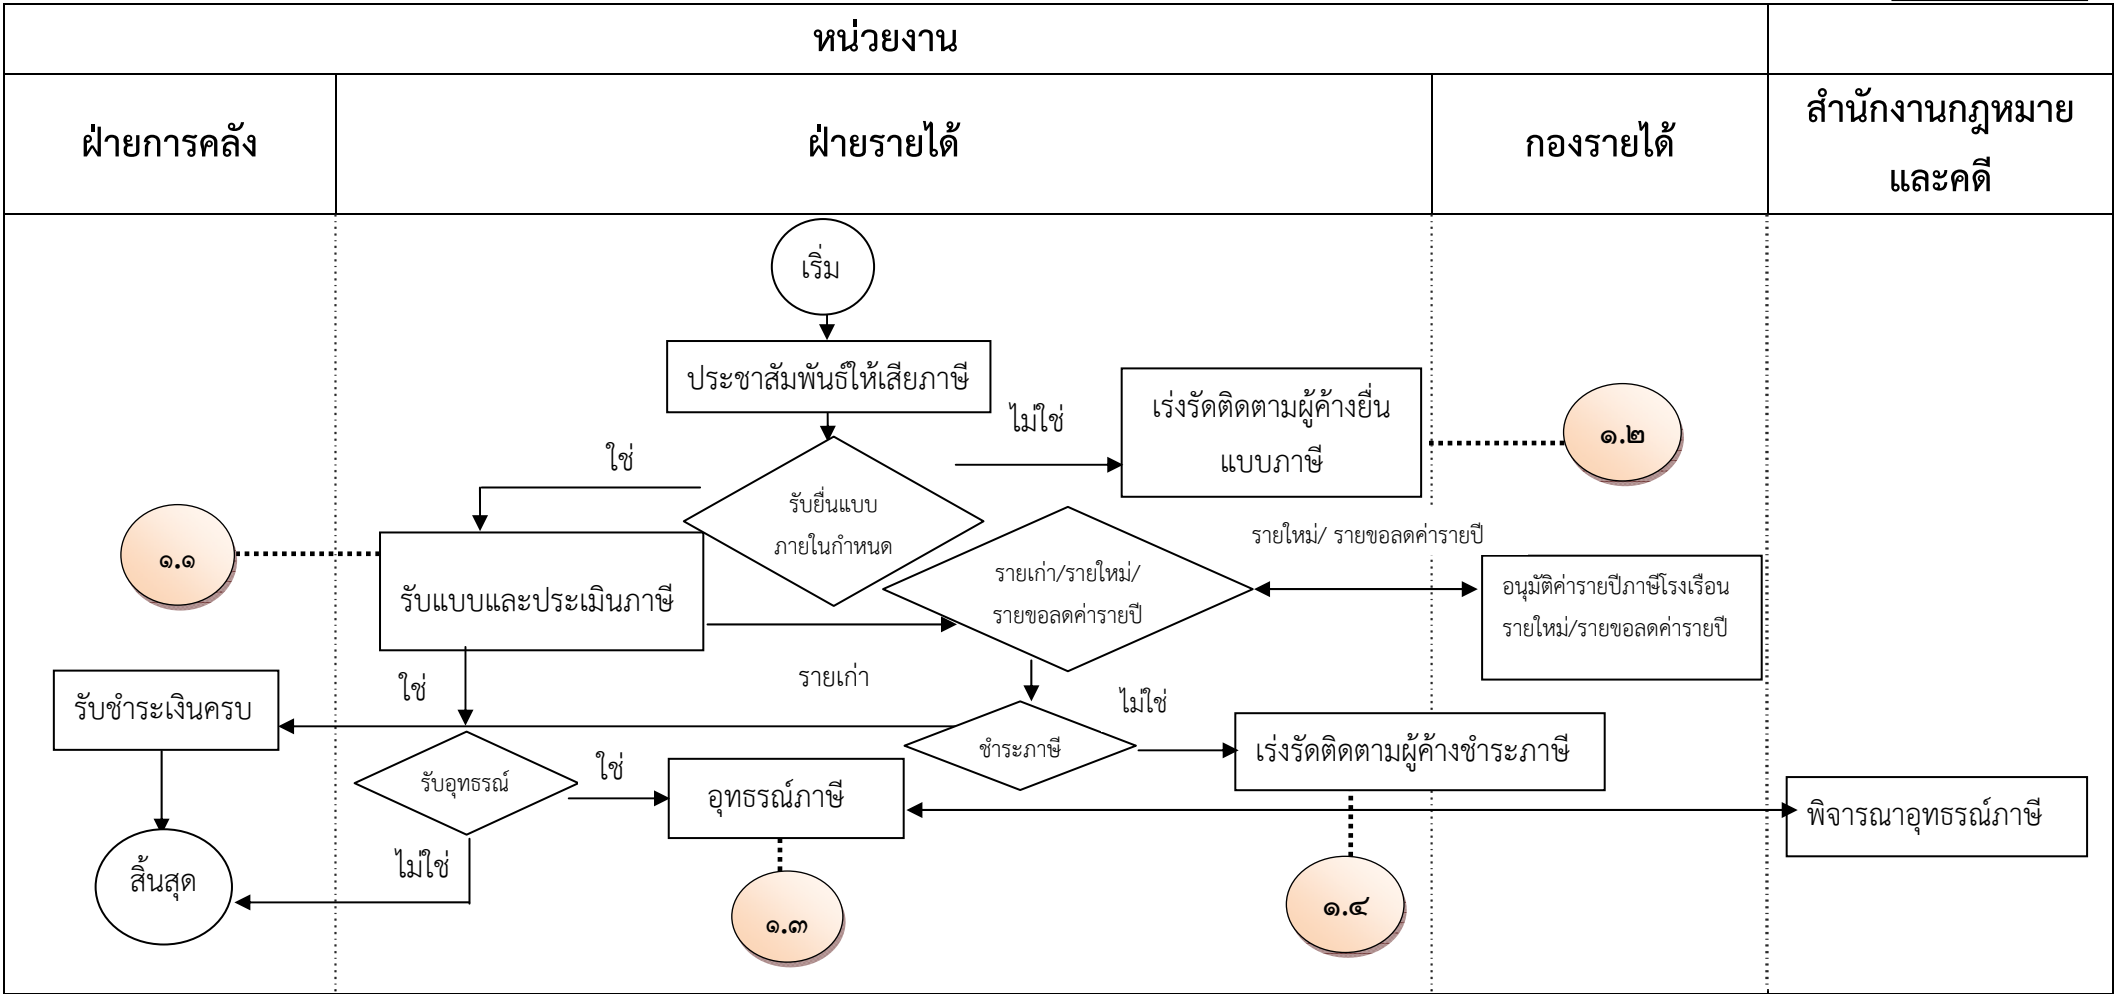 หน่วยงาน
ฝ่ายการคลัง
ฝ่ายรายได้
กองรายได้
สำนักงานกฎหมาย
และคดี
เริ่ม
ประชาสัมพันธ์ให้เสียภาษี
ไม่ใช่
เร่งรัดติดตามผู้ค้างยื่น
แบบภาษี
๑.๒
ใช่
รับยื่นแบบ
ภายในกำหนด
๑.๑
รับแบบและประเมินภาษี
รายเก่า/รายใหม่/
รายขอลดค่ารายปี
รายใหม่/ รายขอลดค่ารายปี
อนุมัติค่ารายปีภาษีโรงเรือน
รายใหม่/รายขอลดค่ารายปี
รับชำระเงินครบ
ใช่
รายเก่า
ไม่ใช่
ชำระภาษี
เร่งรัดติดตามผู้ค้างชำระภาษี
รับอุทธรณ์
ใช่
อุทธรณ์ภาษี
พิจารณาอุทธรณ์ภาษี
สิ้นสุด
ไม่ใช่
๑.๓
๑.๔